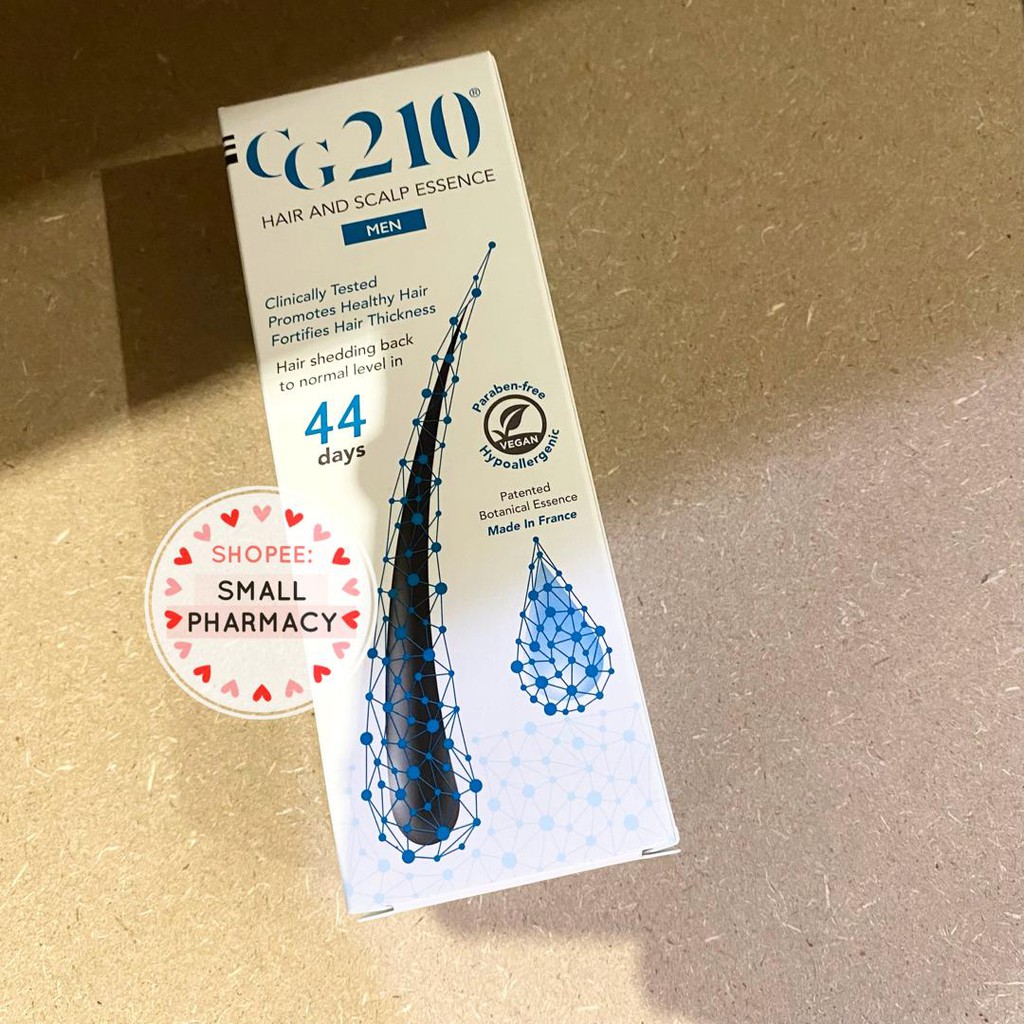 CG210®
HAIR AND SCALP ESSENCE
MEN
Clinically Tested
Promotes Healthy Hair
Fortifies Hair Thickness
Hair shedding back
to normal level in
44
days
Paraben-free
VEGAN
Hypoallergenic
Patented
Botanical Essence
Made In France
SHOPEE:
SMALL
PHARMACY